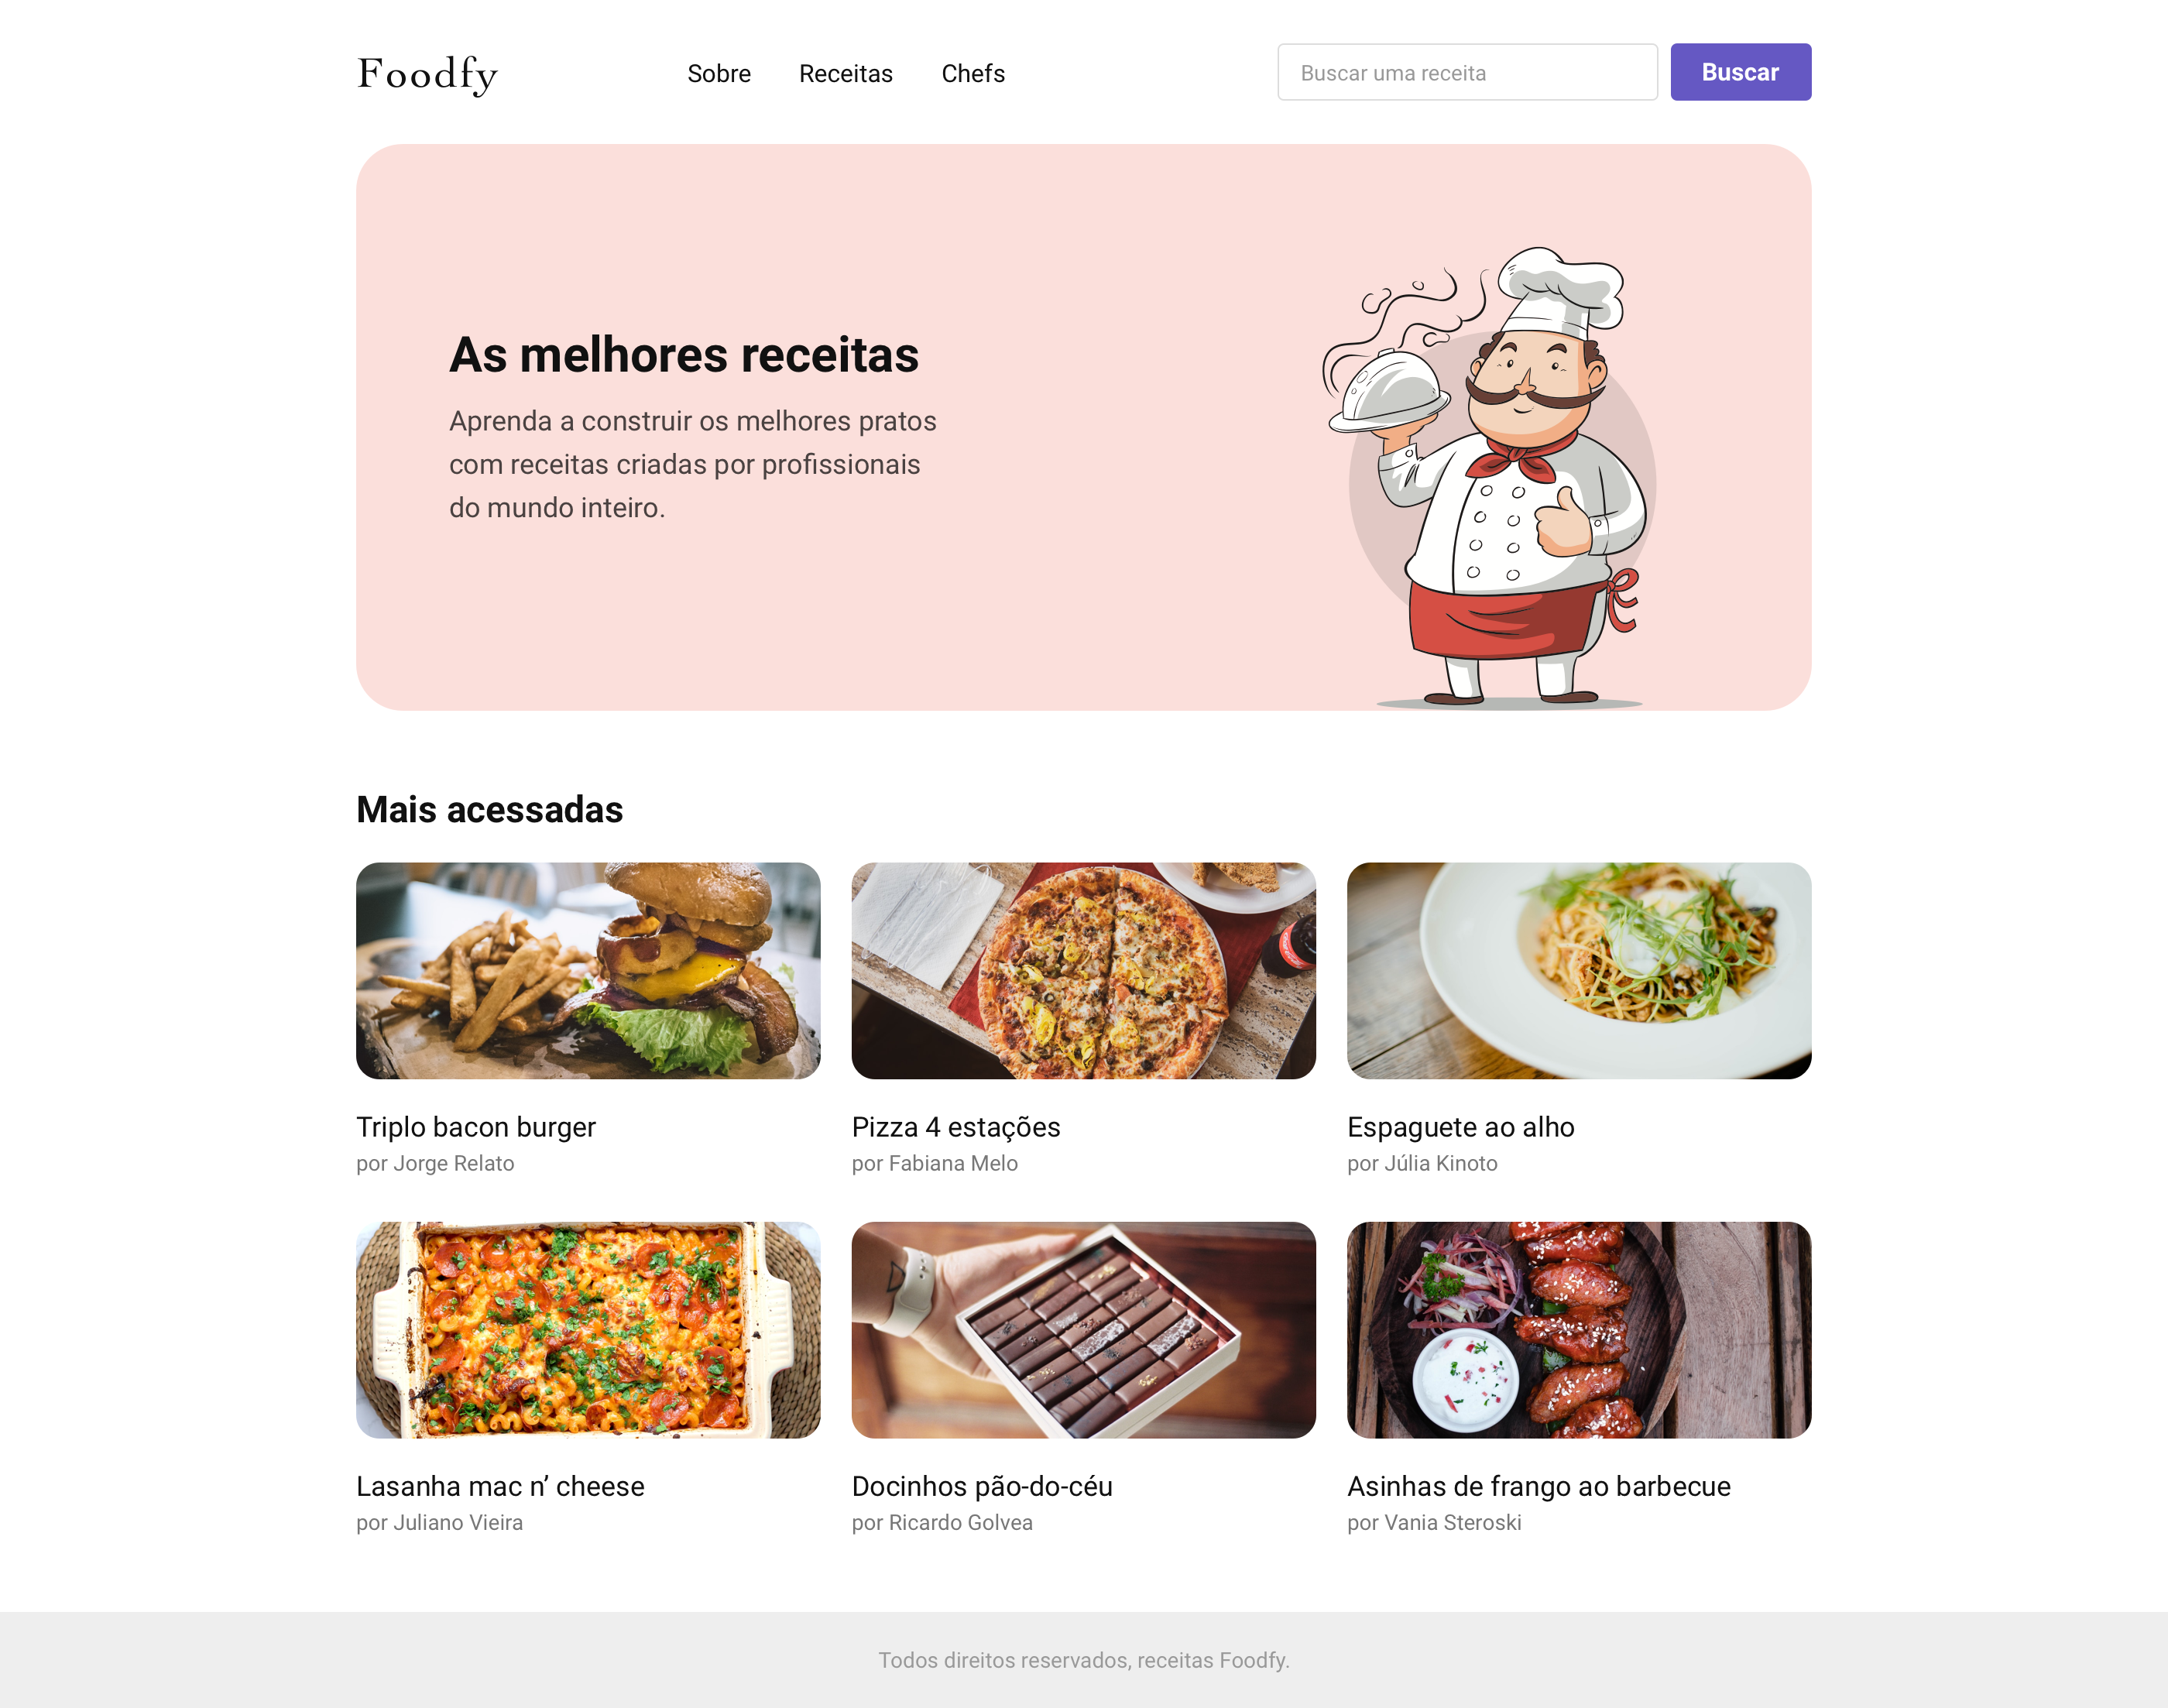 Foodfy
Sobre
Receitas
Chefs
Buscar uma receita
Buscar
As melhores receitas
Aprenda a construir os melhores pratos
com receitas criadas por profissionais
do mundo inteiro.
Mais acessadas
Triplo bacon burger
por Jorge Relato
Pizza 4 estações
por Fabiana Melo
Espaguete ao alho
por Júlia Kinoto
Lasanha mac n’ cheese
por Juliano Vieira
Docinhos pão-do-céu
por Ricardo Golvea
Asinhas de frango ao barbecue
por Vania Steroski
Todos direitos reservados, receitas Foodfy.